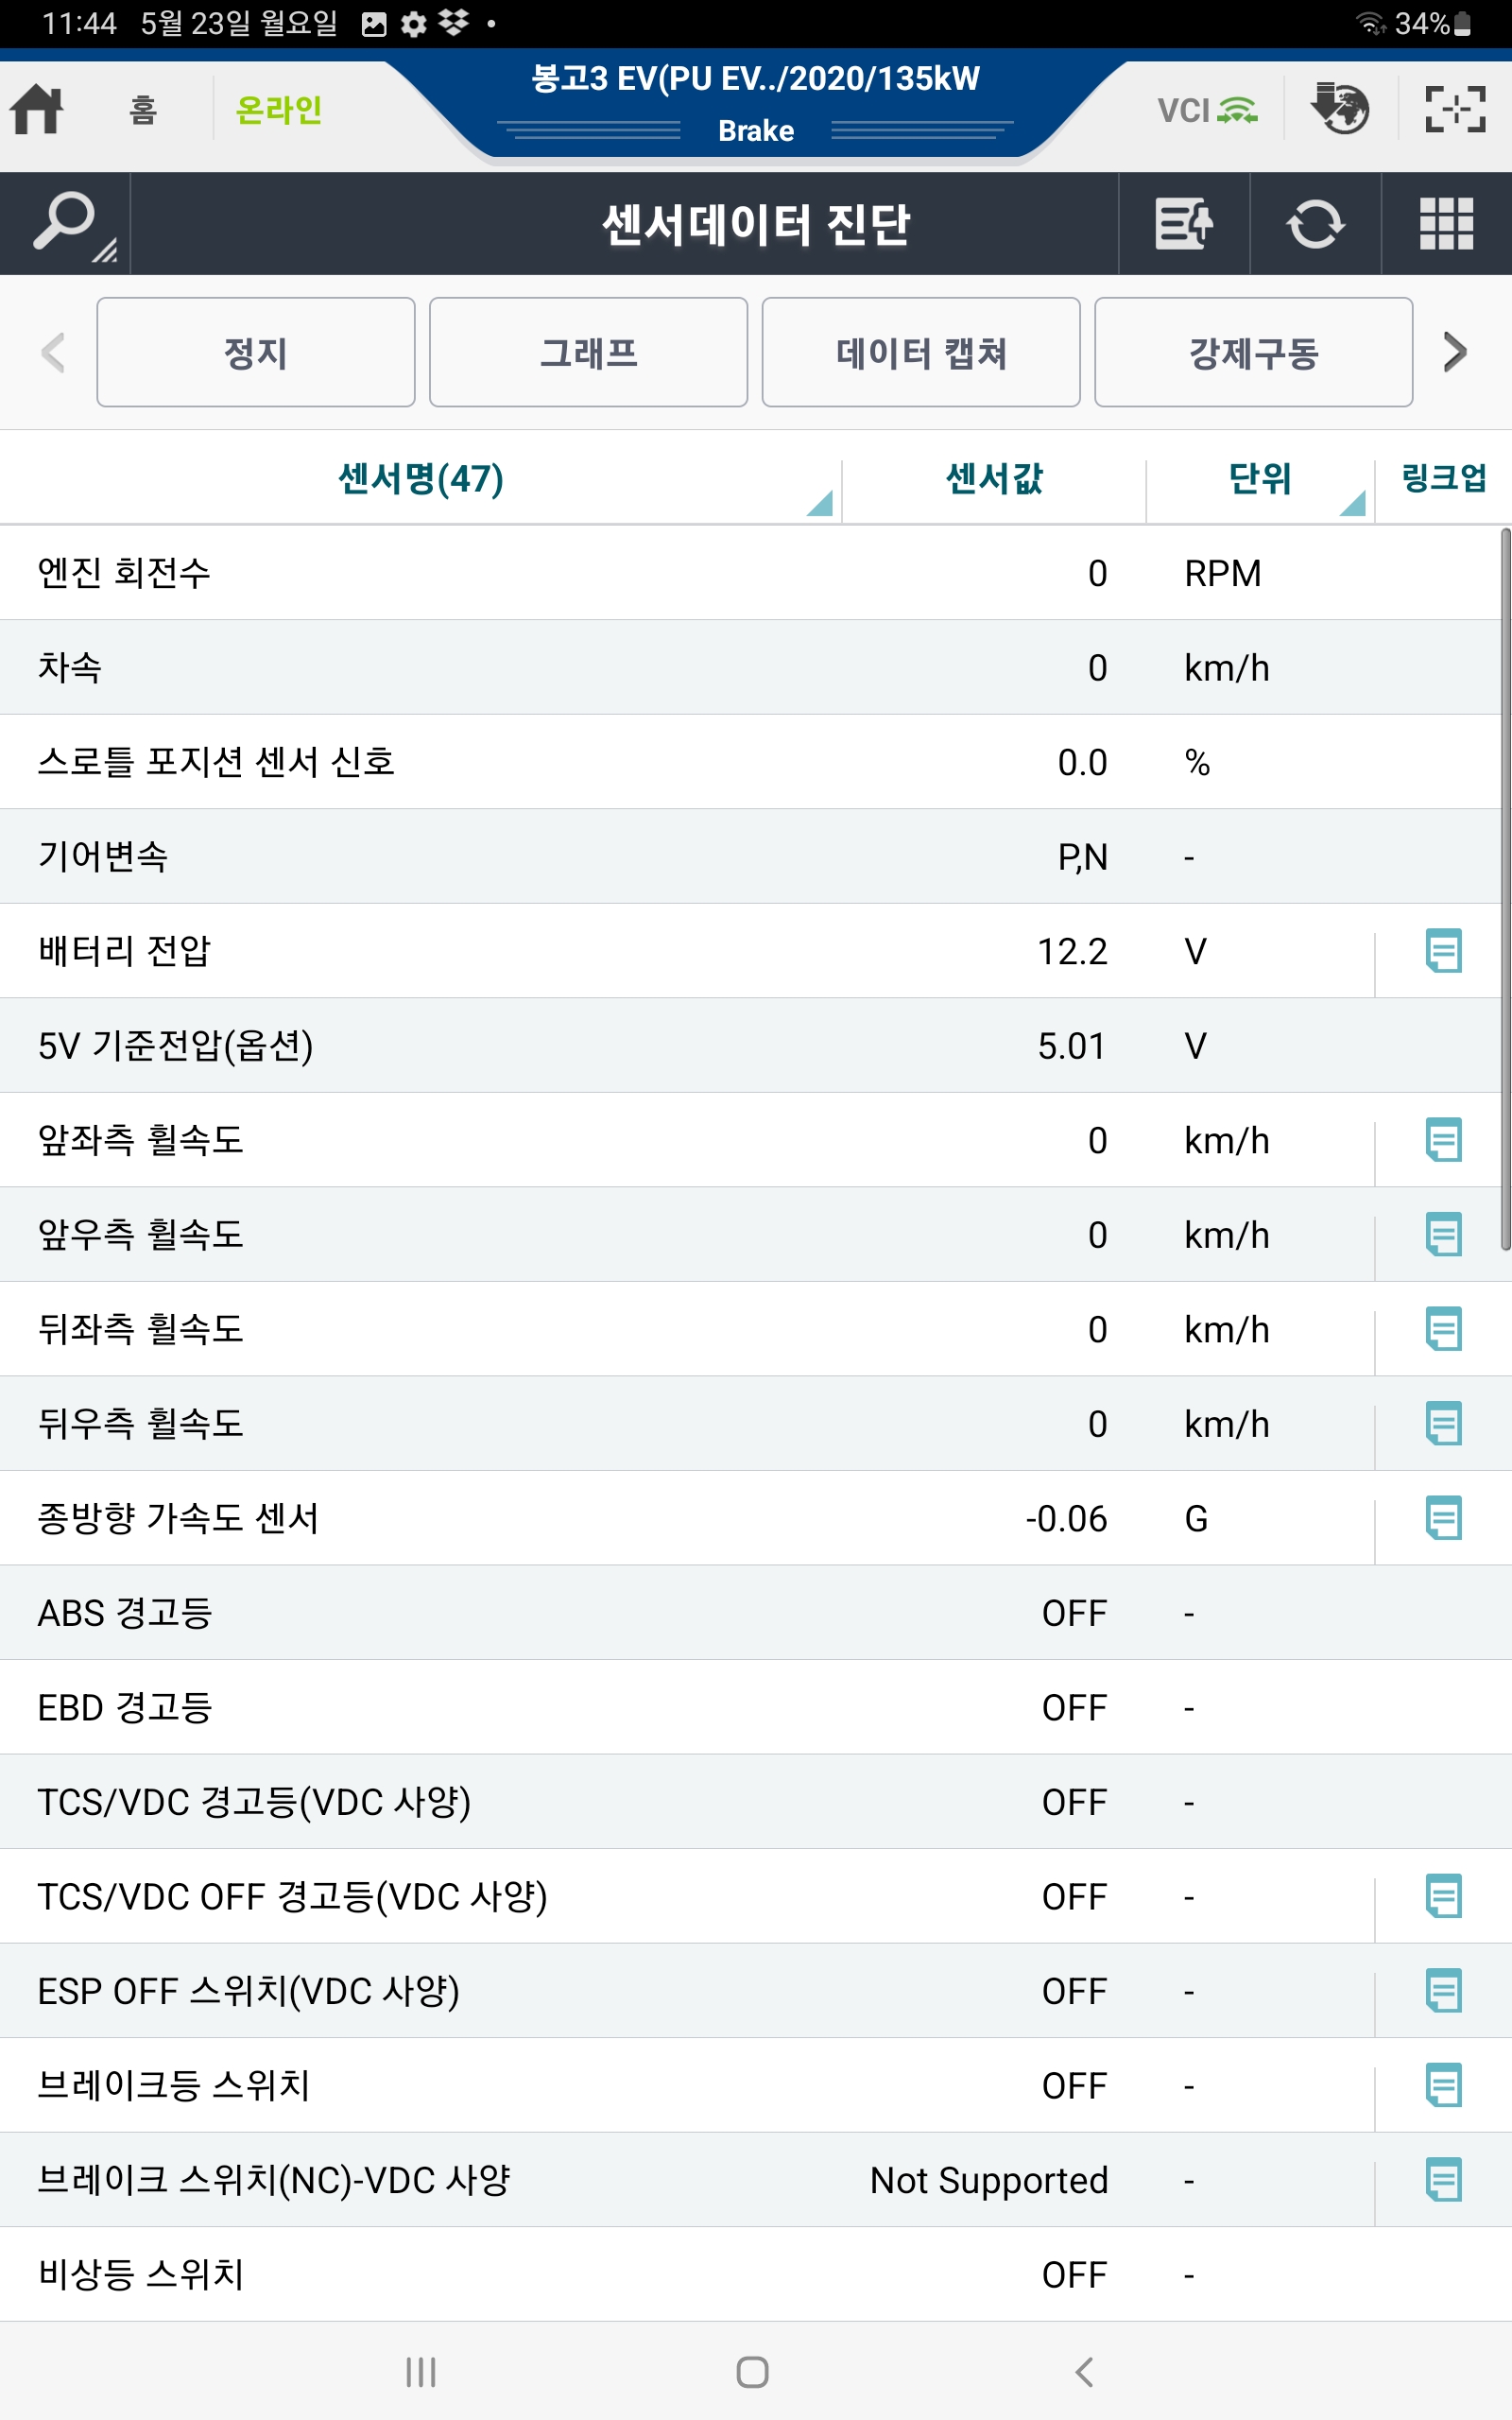 11:44 5월 23일 월요일 34%
봉고3 EV(PU EV../2020/135kW
홈 온라인 VCI
Brake
센서데이터 진단
정지 그래프 데이터 캡쳐 강제구동
센서명(47) 센서값 단위 링크업
엔진 회전수 0 RPM
차속 0 km/h
스로틀 포지션 센서 신호 0.0 %
기어변속 P,N -
배터리 전압 12.2 V
5V 기준전압(옵션) 5.01 V
앞좌측 휠속도 0 km/h
앞우측 휠속도 0 km/h
뒤좌측 휠속도 0 km/h
뒤우측 휠속도 0 km/h
종방향 가속도 센서 -0.06 G
ABS 경고등 OFF -
EBD 경고등 OFF -
TCS/VDC 경고등(VDC 사양) OFF -
TCS/VDC OFF 경고등(VDC 사양) OFF -
ESP OFF 스위치(VDC 사양) OFF -
브레이크등 스위치 OFF -
브레이크 스위치(NC)-VDC 사양 Not Supported -
비상등 스위치 OFF -